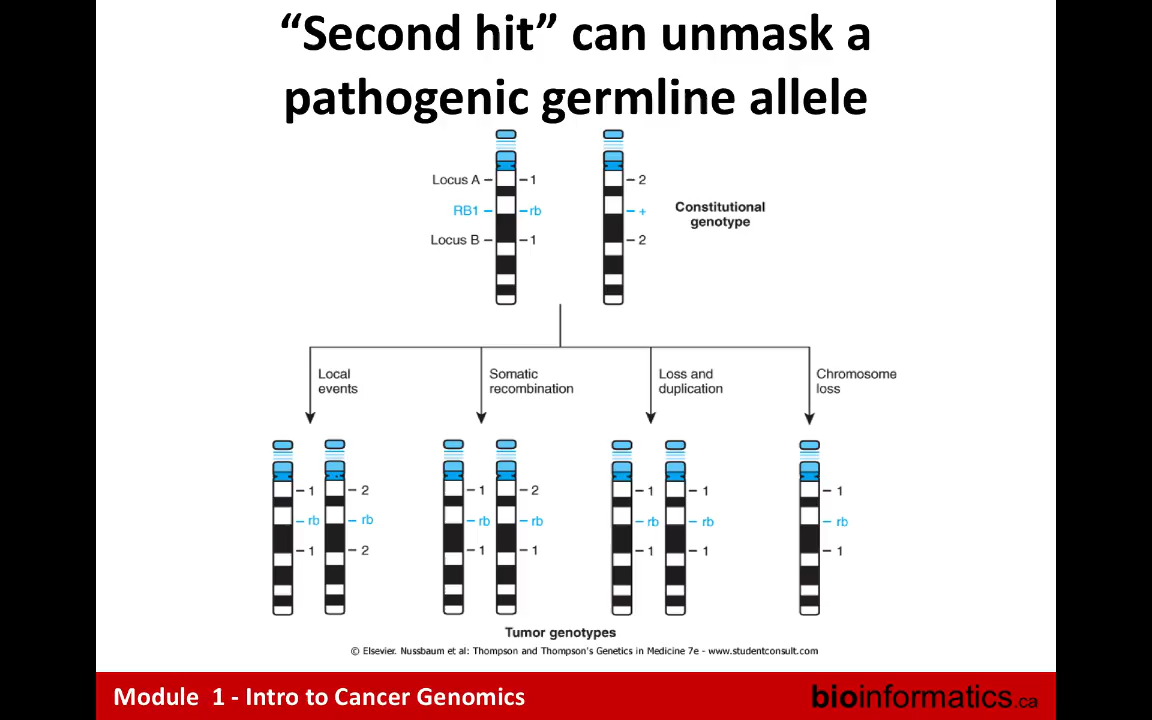 “Second hit” can unmask a
pathogenic germline allele
Locus A
1
2
RB1
rb
+
Constitutional
genotype
Locus B
1
2
Local
events
Somatic
recombination
Loss and
duplication
Chromosome
loss
1 2 1 2 1 1 1
rb rb rb rb rb rb rb
1 2 1 1 1 1 1
Tumor genotypes
© Elsevier. Nussbaum et al: Thompson and Thompson's Genetics in Medicine 7e - www.studentconsult.com
Module 1 - Intro to Cancer Genomics
bioinformatics.ca